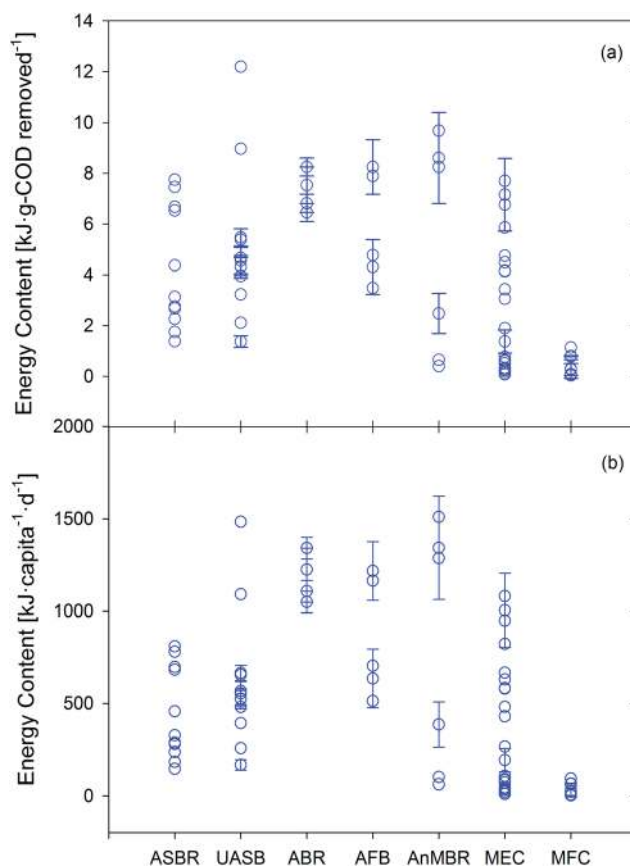 14
(a)
12
10
8
6
4
2
0
Energy Content [kJ·g-COD removed⁻¹]
2000
(b)
1500
1000
500
0
Energy Content [kJ·capita⁻¹·d⁻¹]
ASBR UASB ABR AFB AnMBR MEC MFC